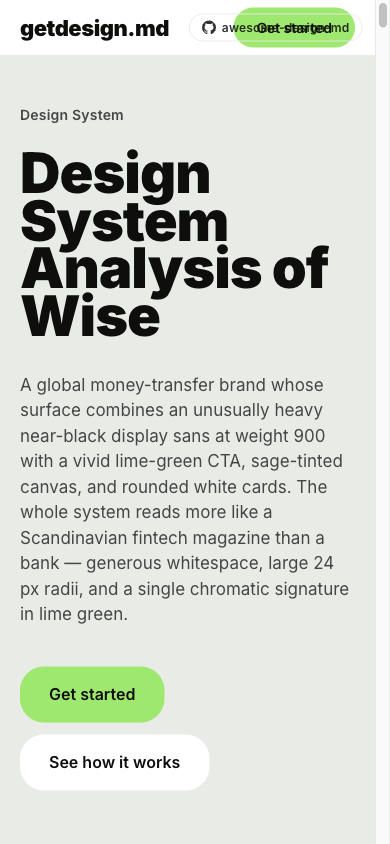 getdesign.md
awesome-design-md
Get started
Design System
Design
System
Analysis of
Wise
A global money-transfer brand whose
surface combines an unusually heavy
near-black display sans at weight 900
with a vivid lime-green CTA, sage-tinted
canvas, and rounded white cards. The
whole system reads more like a
Scandinavian fintech magazine than a
bank — generous whitespace, large 24
px radii, and a single chromatic signature
in lime green.
Get started
See how it works